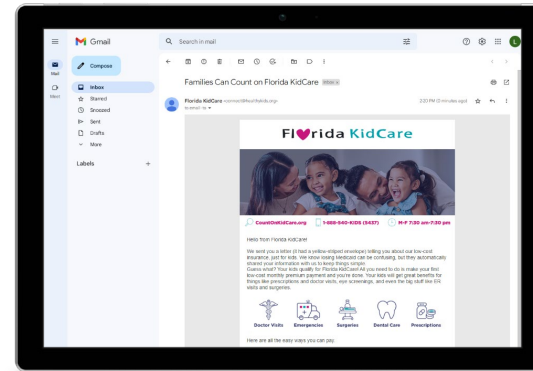 Gmail
Search in mail
L
Mail
Meet
Compose
Inbox
Starred
Snoozed
Sent
Drafts
More
Labels +
Families Can Count on Florida KidCare Inbox x
Florida KidCare
to email
2:20 PM
Florida KidCare
CountOnKidCare.org
1-888-540-KIDS (5437)
M-F 7:30 am-7:30 pm
Hello from Florida KidCare!
We sent you a letter (it had a yellow-striped envelope) telling you about our low-cost
insurance, just for kids. We know losing Medicaid can be confusing, but they automatically
shared your information with us to keep things simple.
Guess what? Your kids qualify for Florida KidCare! All you need to do is make your first
low-cost monthly premium payment and you're done. Your kids will get great benefits for
things like prescriptions and doctor visits, eye screenings, and even the big stuff like ER
visits and surgeries.
Doctor Visits
Emergencies
Surgeries
Dental Care
Prescriptions
Here are all the easy ways you can pay.